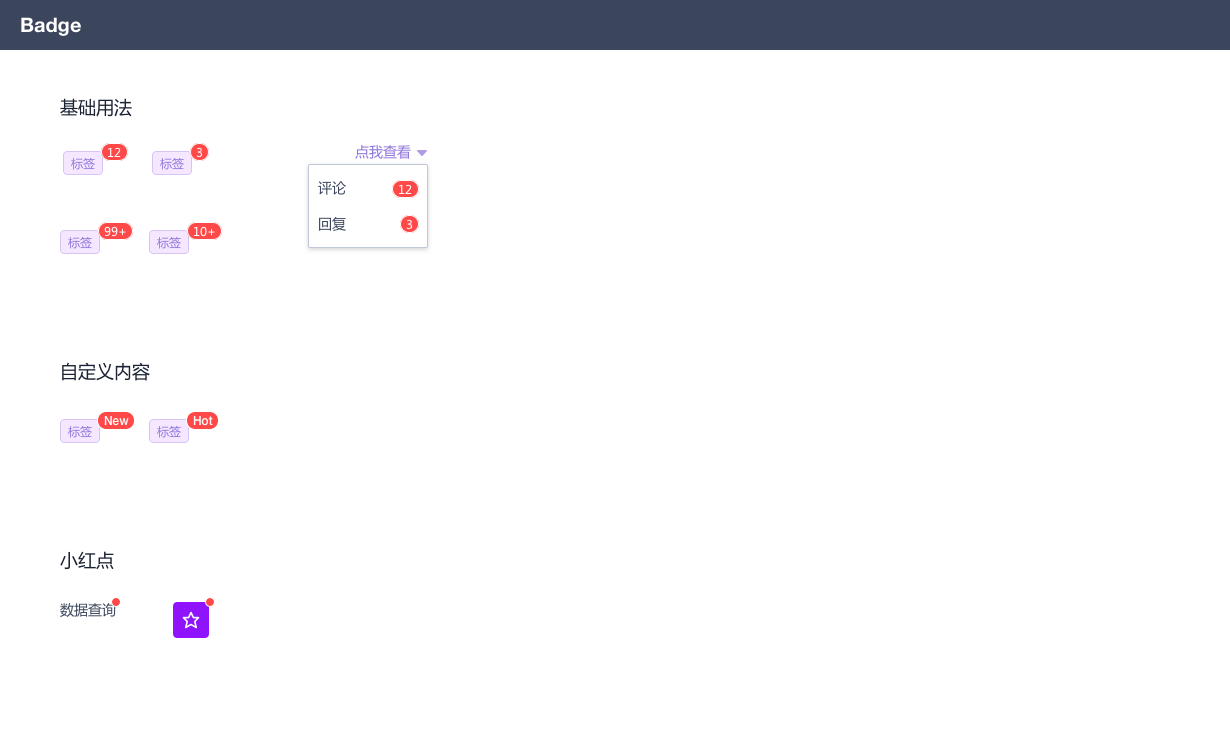 Badge
基础用法
标签 12 标签 3
点我查看
评论 12
回复 3
标签 99+ 标签 10+
自定义内容
标签 New 标签 Hot
小红点
数据查询